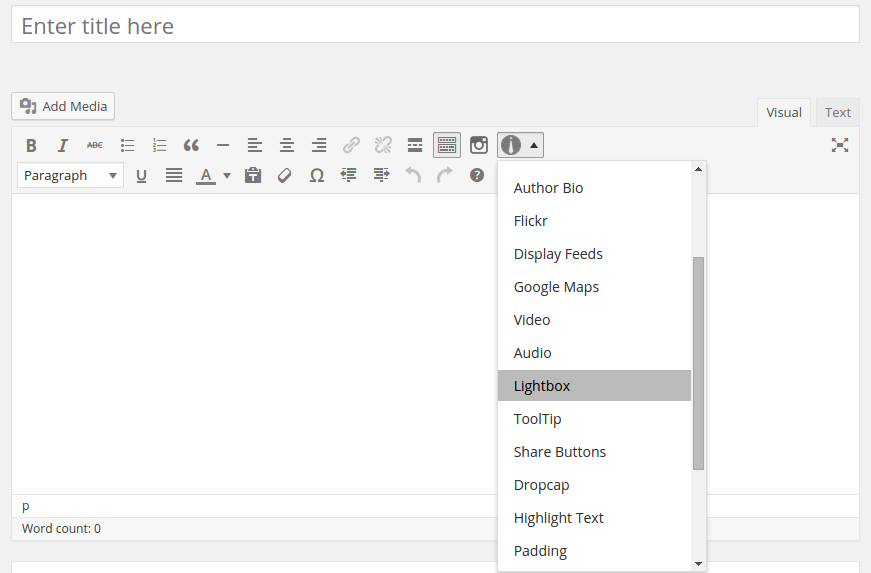 Enter title here
Add Media
Visual Text
B I ABC
Paragraph U A T Ω ?
Author Bio
Flickr
Display Feeds
Google Maps
Video
Audio
Lightbox
ToolTip
Share Buttons
Dropcap
Highlight Text
Padding
p
Word count: 0